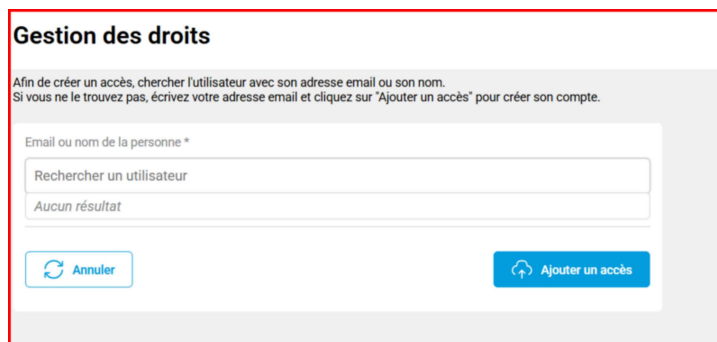 Gestion des droits
Afin de créer un accès, chercher l'utilisateur avec son adresse email ou son nom.
Si vous ne le trouvez pas, écrivez votre adresse email et cliquez sur "Ajouter un accès" pour créer son compte.
Email ou nom de la personne *
Rechercher un utilisateur
Aucun résultat
Annuler
Ajouter un accès